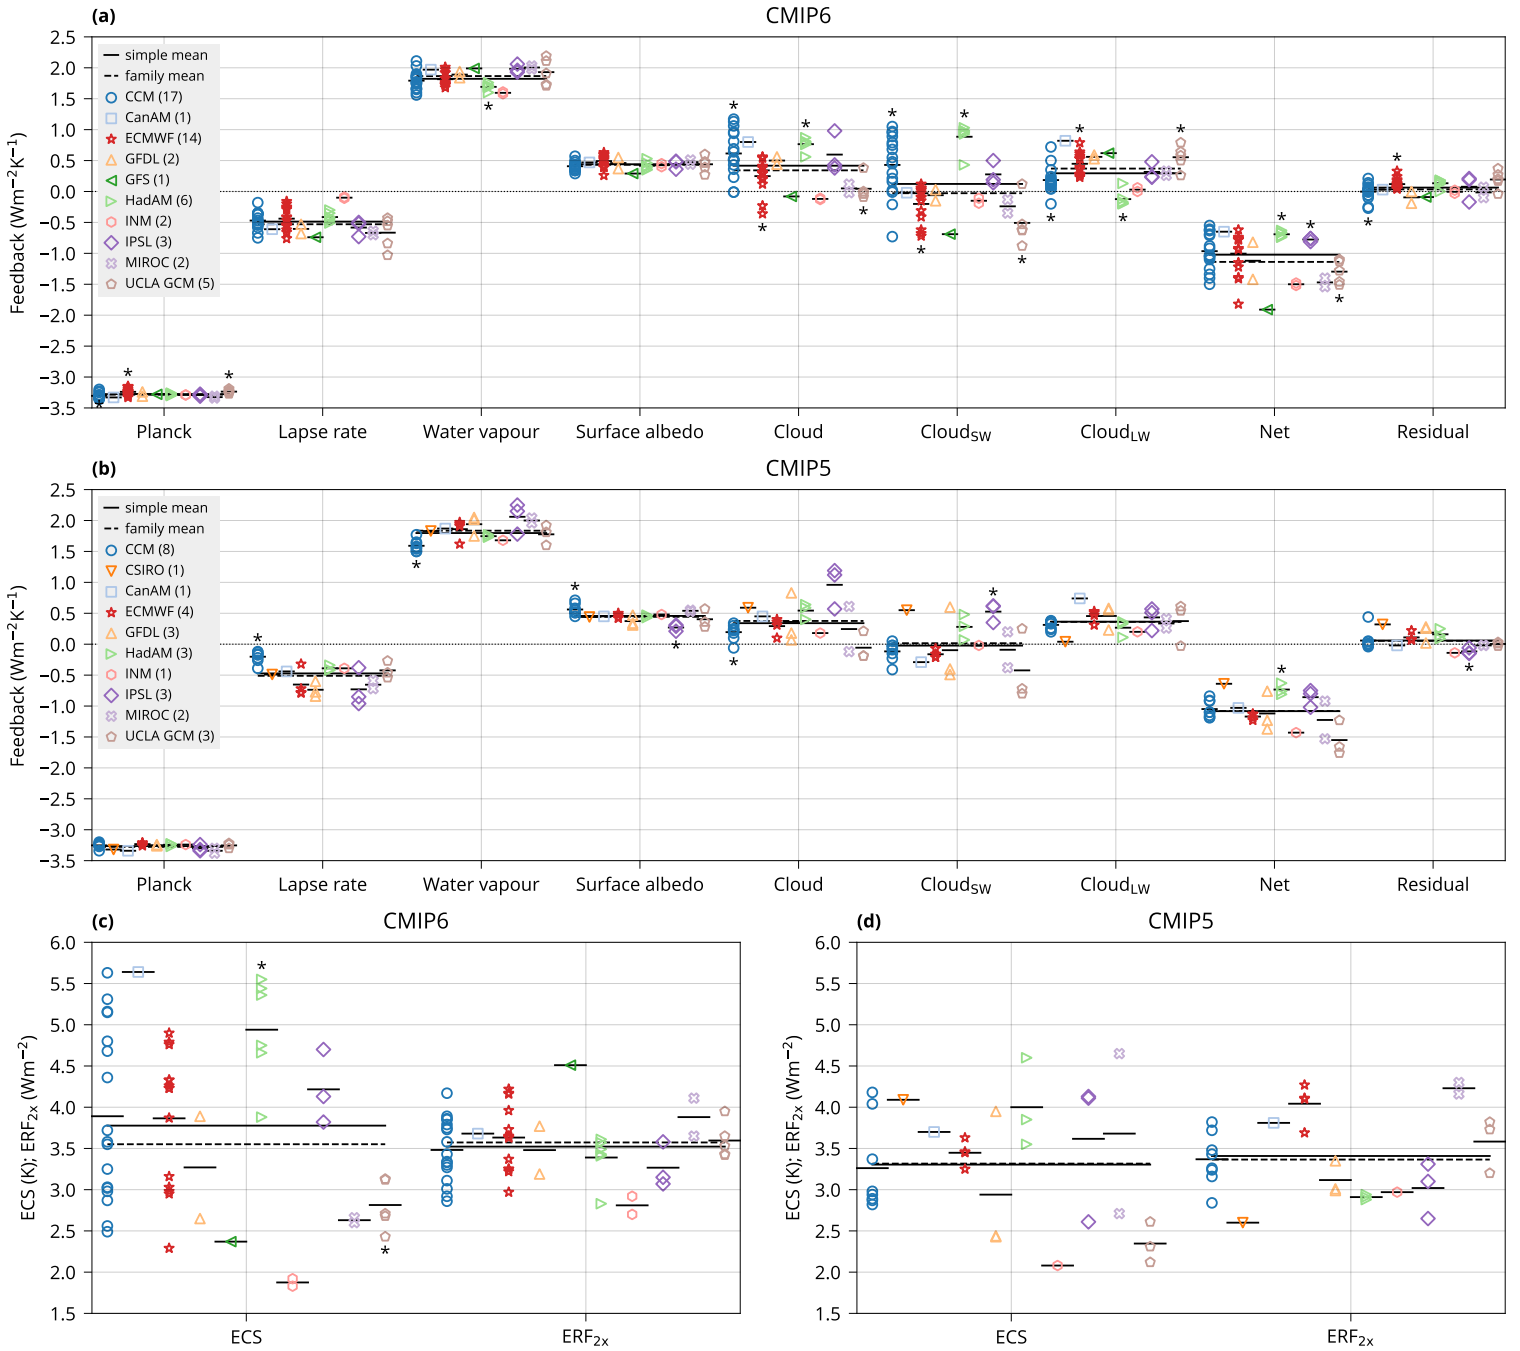 (a) CMIP6
Feedback (Wm⁻²K⁻¹)
2.5
2.0
1.5
1.0
0.5
0.0
−0.5
−1.0
−1.5
−2.0
−2.5
−3.0
−3.5
simple mean
family mean
CCM (17)
CanAM (1)
ECMWF (14)
GFDL (2)
GFS (1)
HadAM (6)
INM (2)
IPSL (3)
MIROC (2)
UCLA GCM (5)
Planck Lapse rate Water vapour Surface albedo Cloud Cloud_SW Cloud_LW Net Residual
(b) CMIP5
Feedback (Wm⁻²K⁻¹)
2.5
2.0
1.5
1.0
0.5
0.0
−0.5
−1.0
−1.5
−2.0
−2.5
−3.0
−3.5
simple mean
family mean
CCM (8)
CSIRO (1)
CanAM (1)
ECMWF (4)
GFDL (3)
HadAM (3)
INM (1)
IPSL (3)
MIROC (2)
UCLA GCM (3)
Planck Lapse rate Water vapour Surface albedo Cloud Cloud_SW Cloud_LW Net Residual
(c) CMIP6
ECS (K); ERF₂ₓ (Wm⁻²)
6.0
5.5
5.0
4.5
4.0
3.5
3.0
2.5
2.0
1.5
ECS ERF₂ₓ
(d) CMIP5
ECS (K); ERF₂ₓ (Wm⁻²)
6.0
5.5
5.0
4.5
4.0
3.5
3.0
2.5
2.0
1.5
ECS ERF₂ₓ